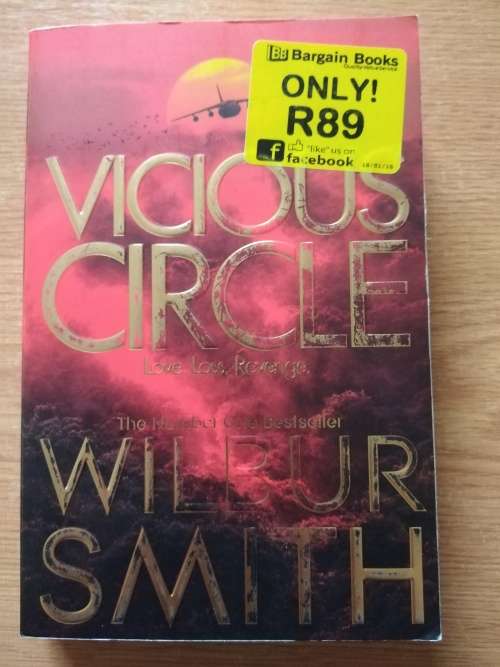 BB Bargain Books
ONLY!
R89
f "like" us on
facebook
VICIOUS
CIRCLE
Love. Loss. Revenge.
The Number One Bestseller
WILBUR
SMITH